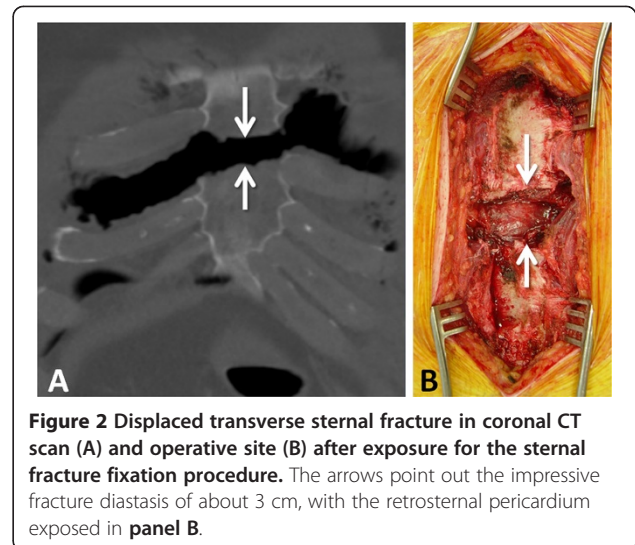 A
B
Figure 2 Displaced transverse sternal fracture in coronal CT
scan (A) and operative site (B) after exposure for the sternal
fracture fixation procedure. The arrows point out the impressive
fracture diastasis of about 3 cm, with the retrosternal pericardium
exposed in panel B.